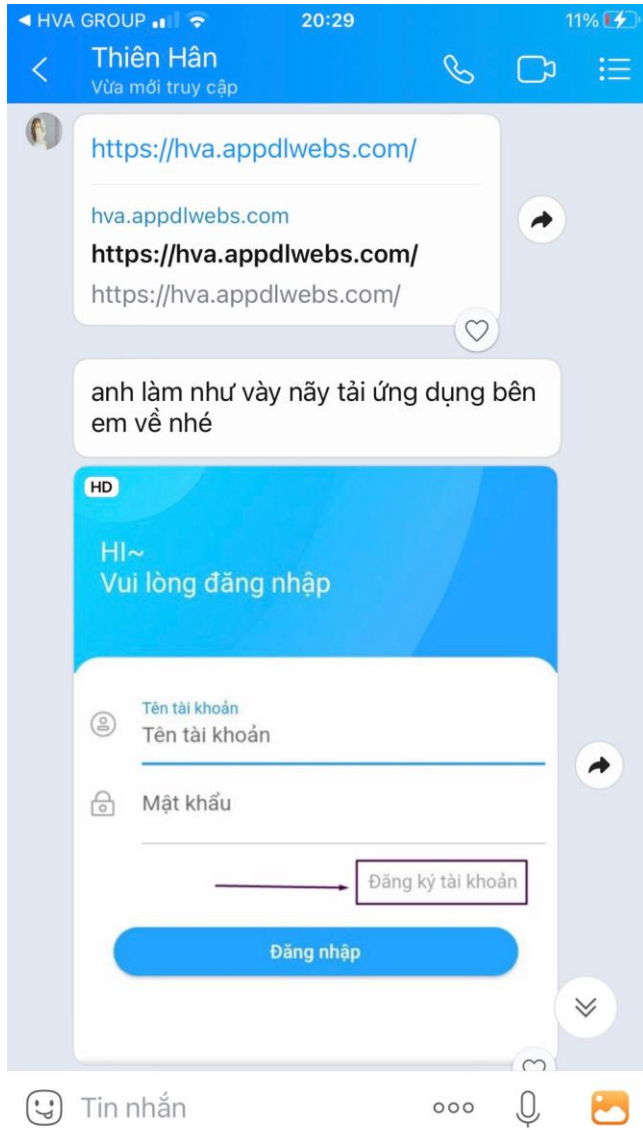 HVA GROUP
20:29
11%
Thiên Hân
Vừa mới truy cập
https://hva.appdlwebs.com/
hva.appdlwebs.com
https://hva.appdlwebs.com/
https://hva.appdlwebs.com/
anh làm như vày nãy tải ứng dụng bên
em về nhé
HD
HI~
Vui lòng đăng nhập
Tên tài khoản
Tên tài khoản
Mật khẩu
Đăng ký tài khoản
Đăng nhập
Tin nhắn